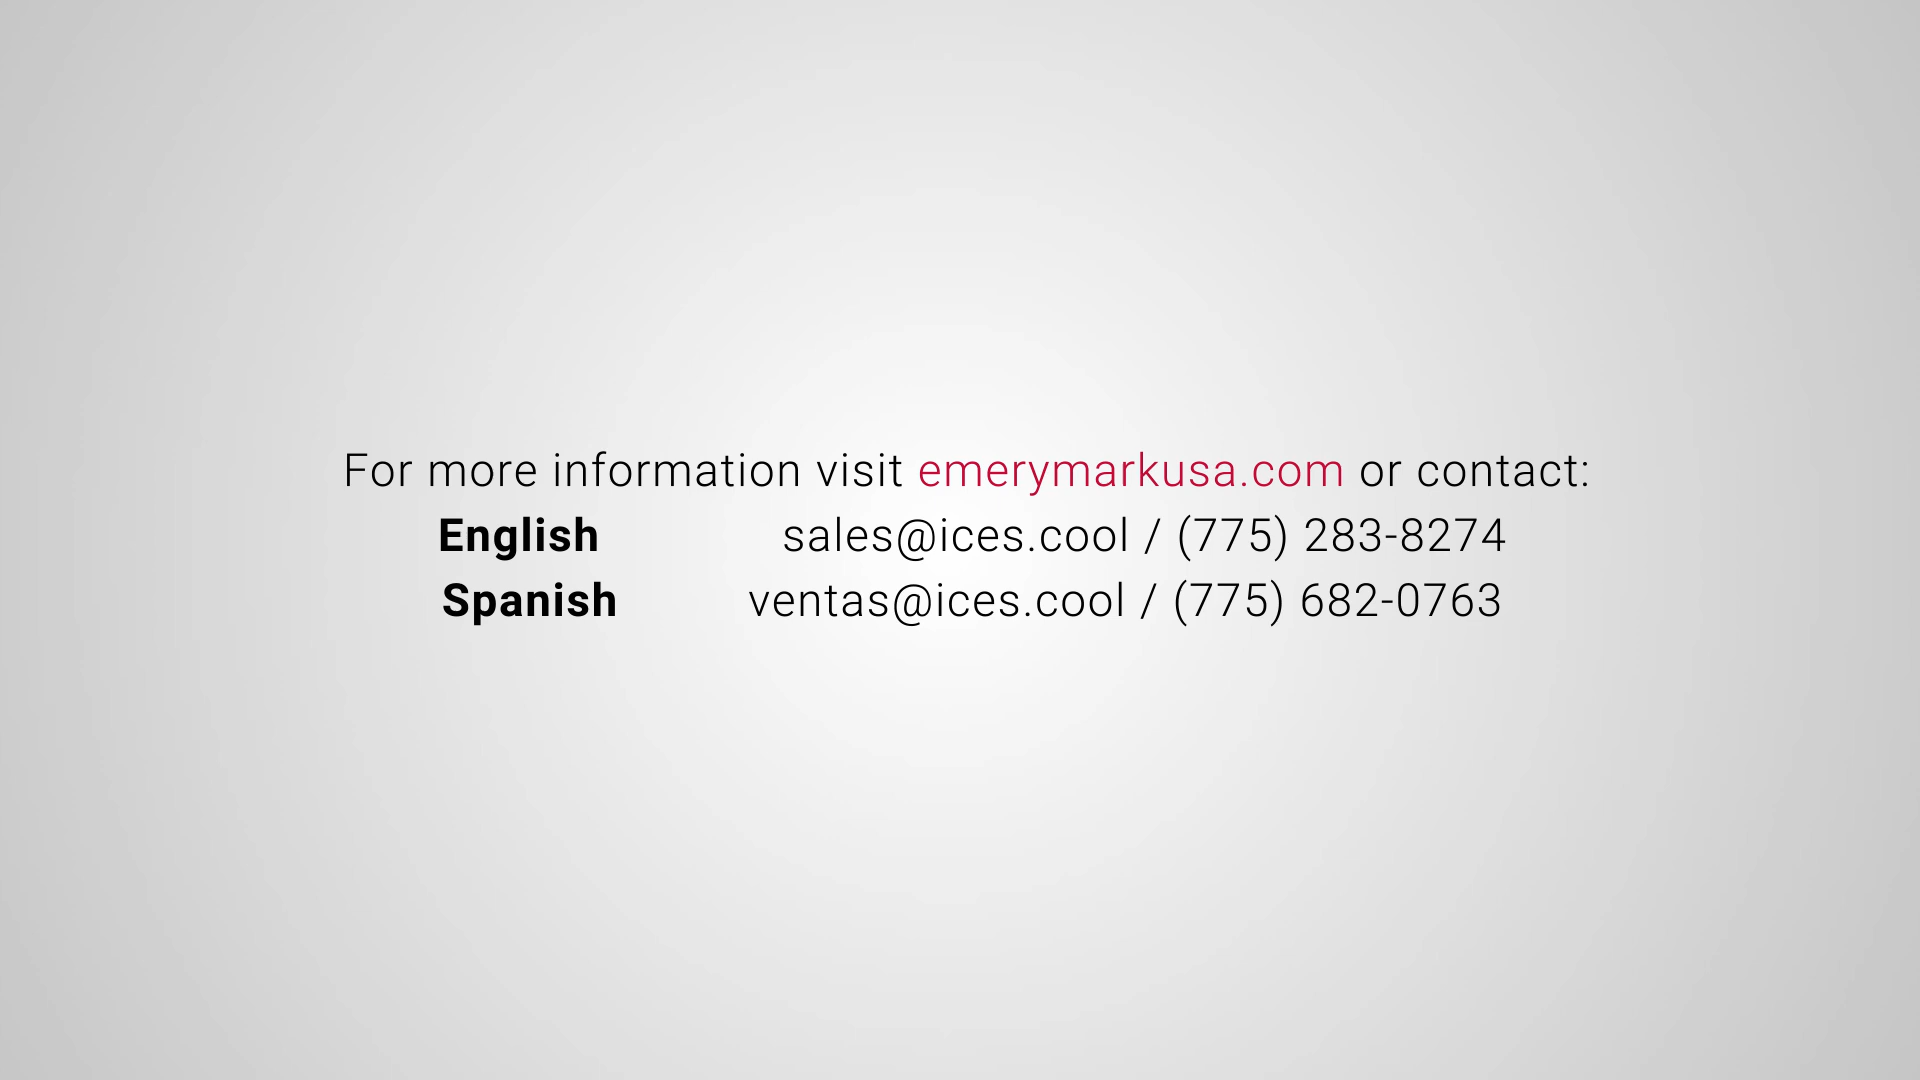 For more information visit emerymarkusa.com or contact:
English sales@ices.cool / (775) 283-8274
Spanish ventas@ices.cool / (775) 682-0763